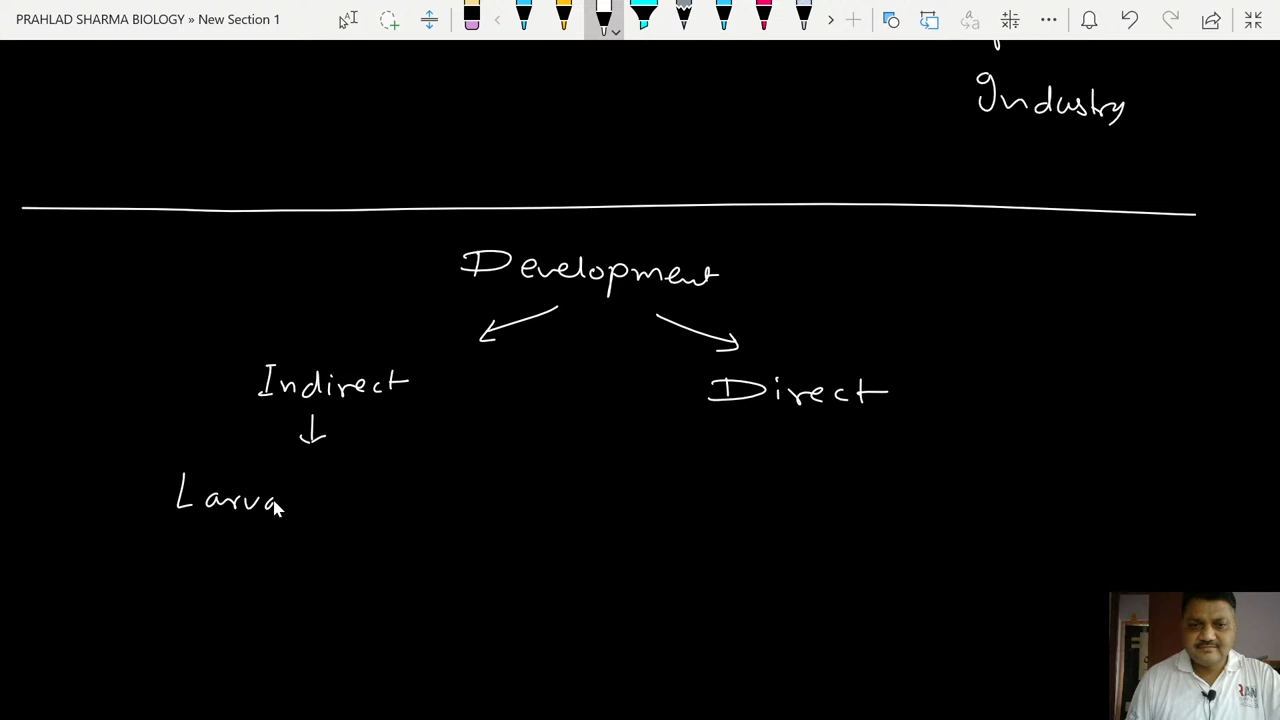 PRAHLAD SHARMA BIOLOGY » New Section 1
Industry
Development
Indirect
Direct
Larva